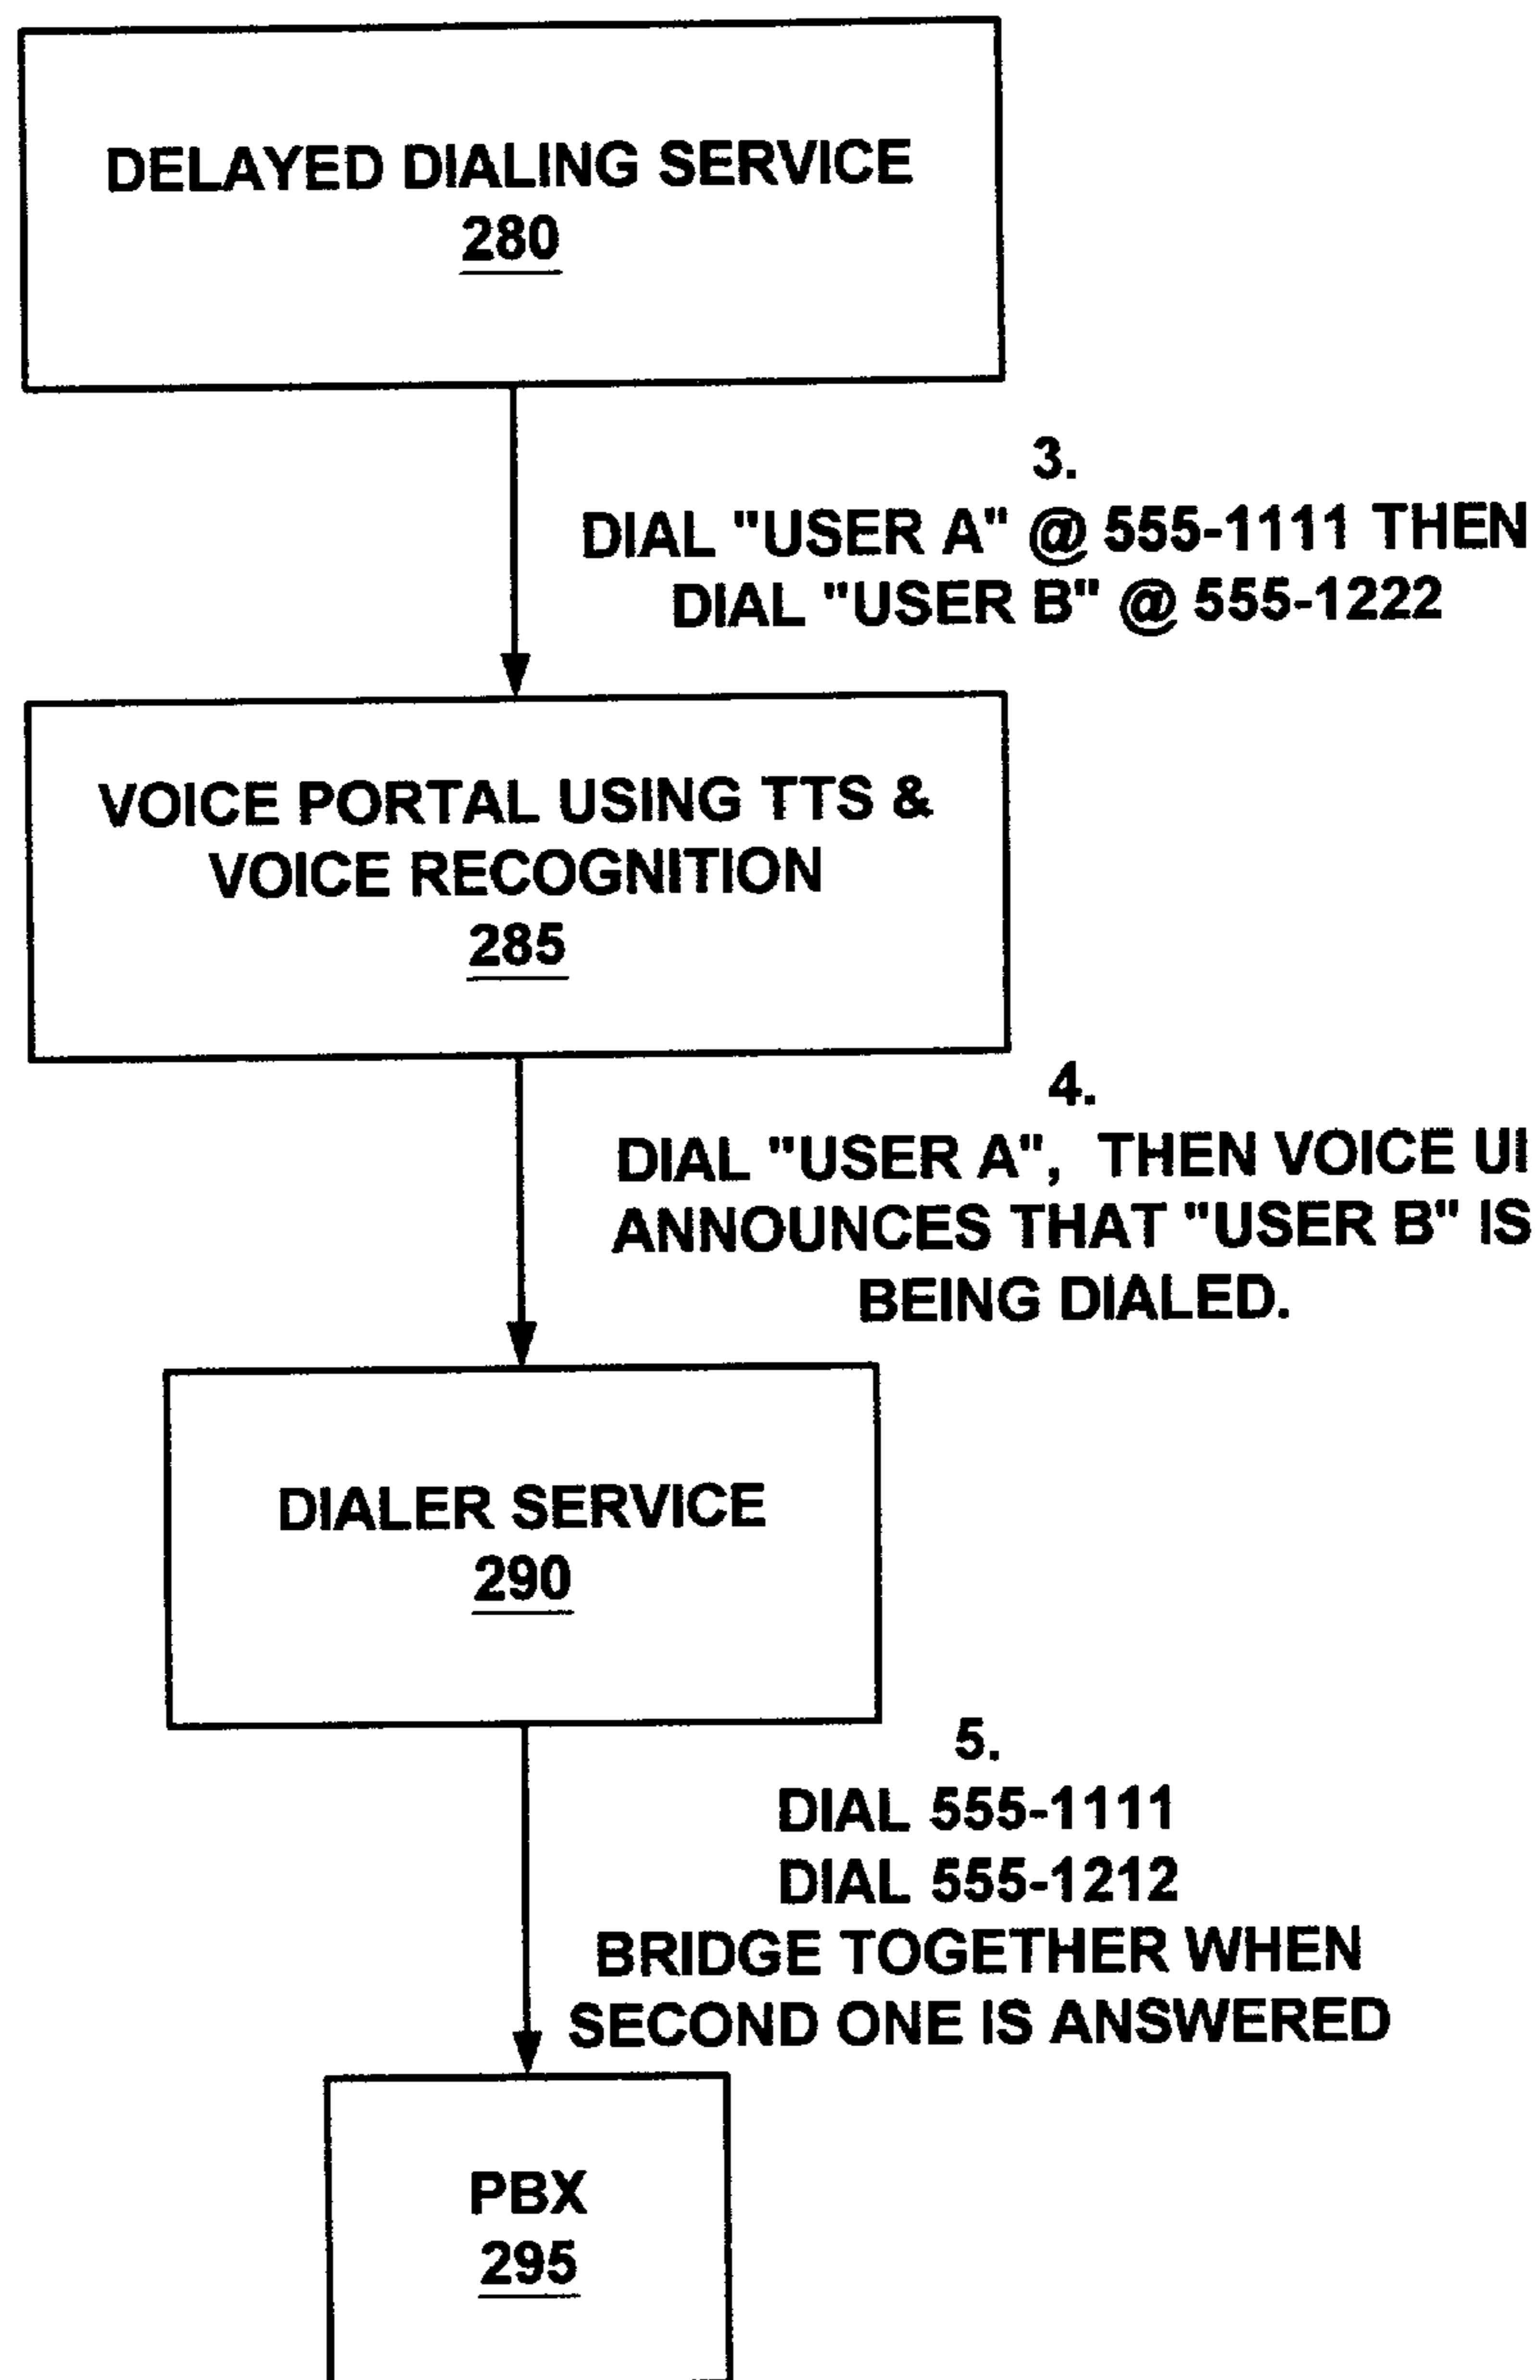 DELAYED DIALING SERVICE
280
3.
DIAL "USER A" @ 555-1111 THEN
DIAL "USER B" @ 555-1222
VOICE PORTAL USING TTS &
VOICE RECOGNITION
285
4.
DIAL "USER A", THEN VOICE UI
ANNOUNCES THAT "USER B" IS
BEING DIALED.
DIALER SERVICE
290
5.
DIAL 555-1111
DIAL 555-1212
BRIDGE TOGETHER WHEN
SECOND ONE IS ANSWERED
PBX
295